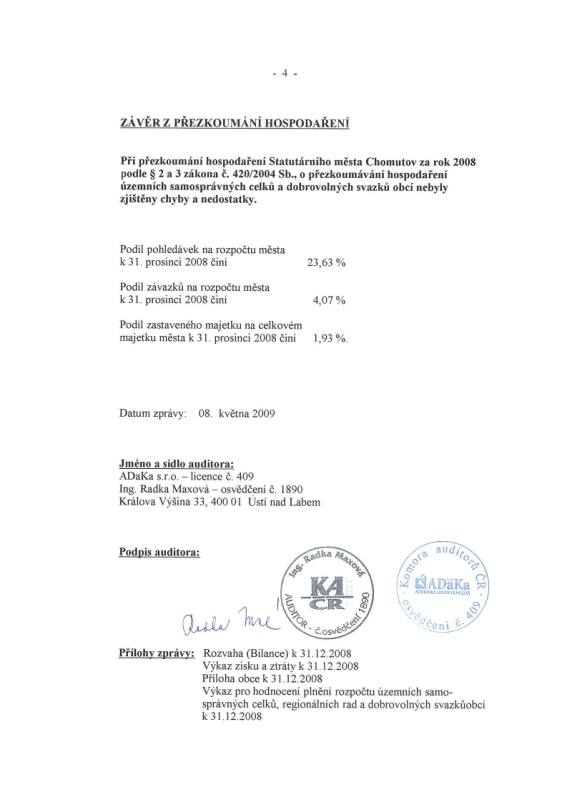 - 4 -
ZÁVĚR Z PŘEZKOUMÁNÍ HOSPODAŘENÍ
Při přezkoumání hospodaření Statutárního města Chomutov za rok 2008
podle § 2 a 3 zákona č. 420/2004 Sb., o přezkoumávání hospodaření
územních samosprávných celků a dobrovolných svazků obcí nebyly
zjištěny chyby a nedostatky.
Podíl pohledávek na rozpočtu města
k 31. prosinci 2008 činí 23,63 %
Podíl závazků na rozpočtu města
k 31. prosinci 2008 činí 4,07 %
Podíl zastaveného majetku na celkovém
majetku města k 31. prosinci 2008 činí 1,93 %.
Datum zprávy: 08. května 2009
Jméno a sídlo auditora:
ADaKa s.r.o. – licence č. 409
Ing. Radka Maxová – osvědčení č. 1890
Králova Výšina 33, 400 01 Ústí nad Labem
Podpis auditora:
Ing. Radka Maxová
KA
ČR
AUDITOR - č.osvědčení 1890
Komora auditorů ČR
ADaKa
osvědčení č. 409
Přílohy zprávy: Rozvaha (Bilance) k 31.12.2008
Výkaz zisku a ztráty k 31.12.2008
Příloha obce k 31.12.2008
Výkaz pro hodnocení plnění rozpočtu územních samo-
správných celků, regionálních rad a dobrovolných svazkůobcí
k 31.12.2008